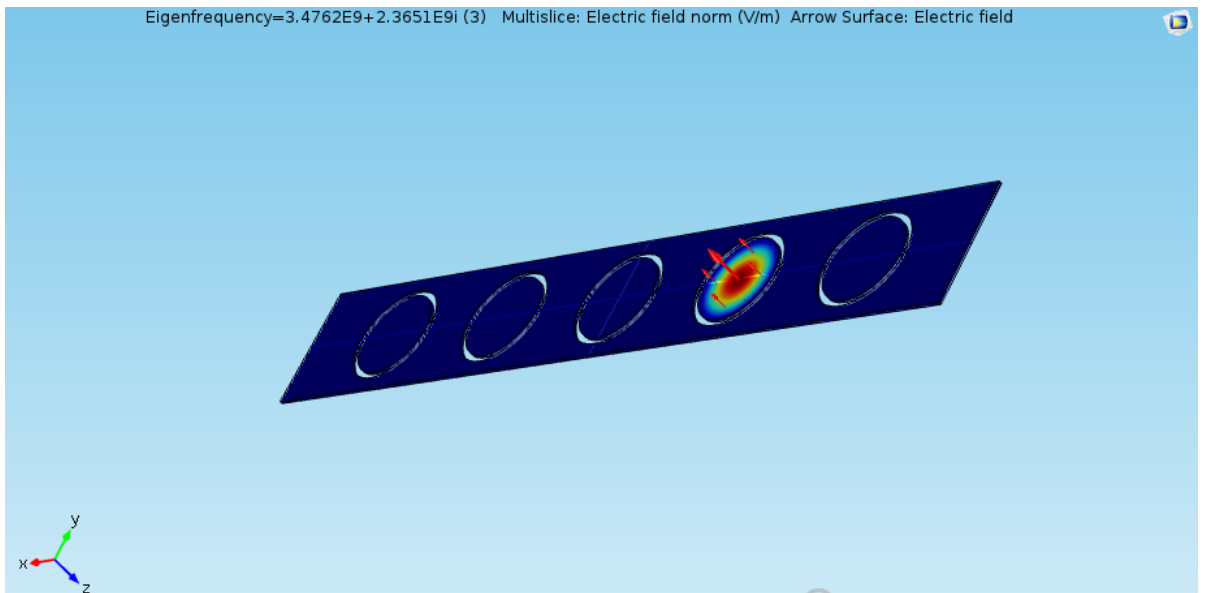 Eigenfrequency=3.4762E9+2.3651E9i (3)   Multislice: Electric field norm (V/m)  Arrow Surface: Electric field
y
x
z